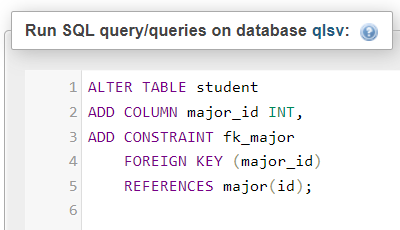 Run SQL query/queries on database qlsv:
1 ALTER TABLE student
2 ADD COLUMN major_id INT,
3 ADD CONSTRAINT fk_major
4     FOREIGN KEY (major_id)
5     REFERENCES major(id);
6